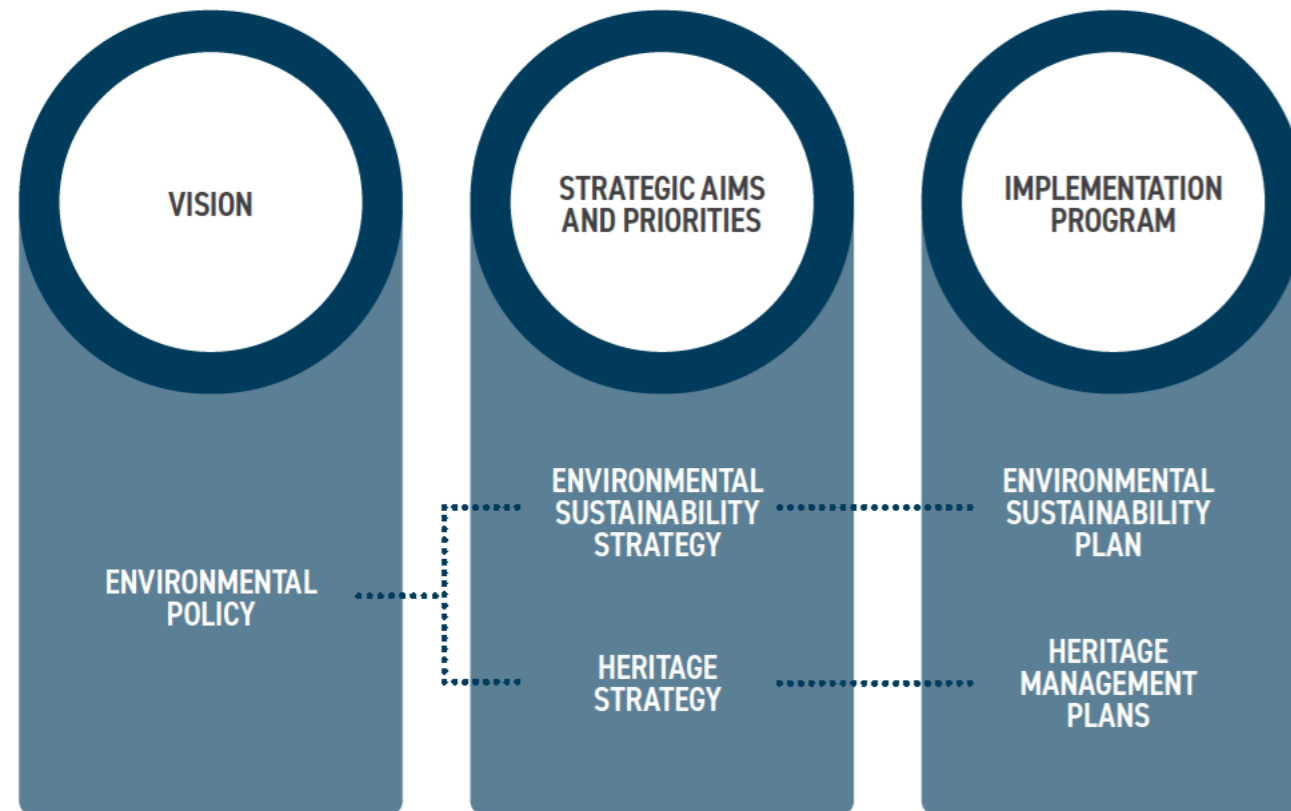 VISION
STRATEGIC AIMS
AND PRIORITIES
IMPLEMENTATION
PROGRAM
ENVIRONMENTAL
POLICY
ENVIRONMENTAL
SUSTAINABILITY
STRATEGY
HERITAGE
STRATEGY
ENVIRONMENTAL
SUSTAINABILITY
PLAN
HERITAGE
MANAGEMENT
PLANS